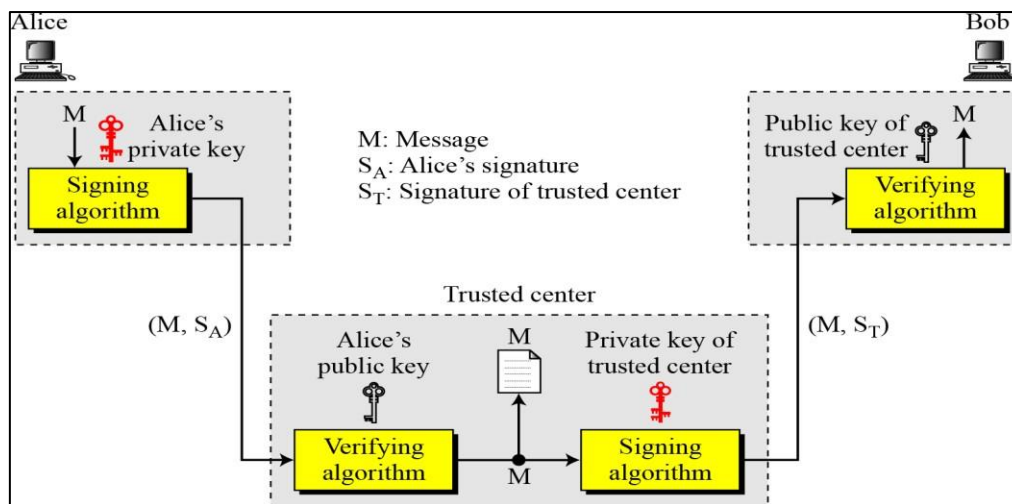 Alice
Bob
M
Alice's
private key
Signing
algorithm
M: Message
S_A: Alice's signature
S_T: Signature of trusted center
Public key of
trusted center
M
Verifying
algorithm
(M, S_A)
Trusted center
(M, S_T)
Alice's
public key
M
Private key of
trusted center
Verifying
algorithm
M
Signing
algorithm